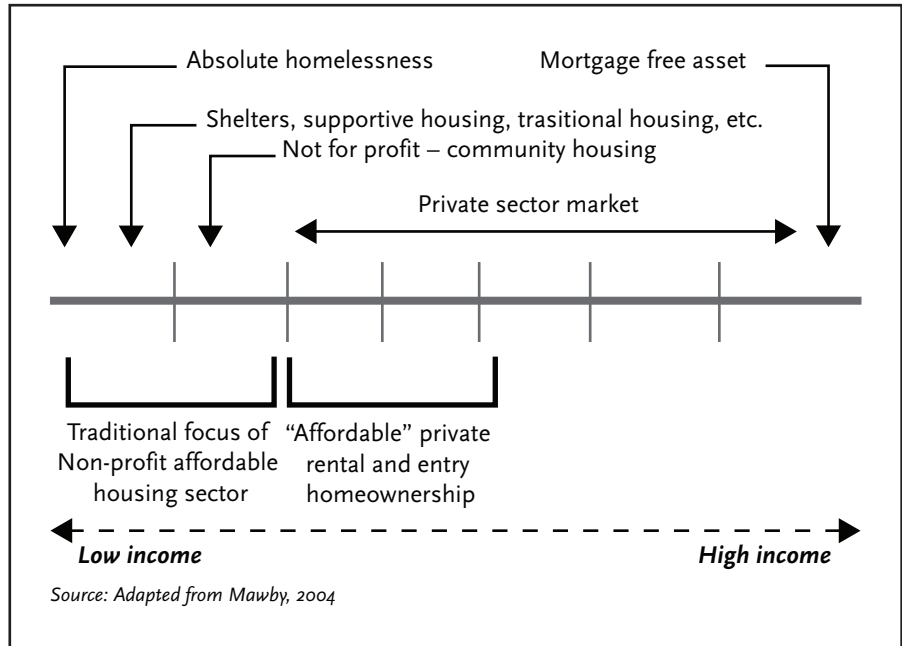 Absolute homelessness
Mortgage free asset
Shelters, supportive housing, trasitional housing, etc.
Not for profit – community housing
Private sector market
Traditional focus of
Non-profit affordable
housing sector
“Affordable” private
rental and entry
homeownership
Low income
High income
Source: Adapted from Mawby, 2004